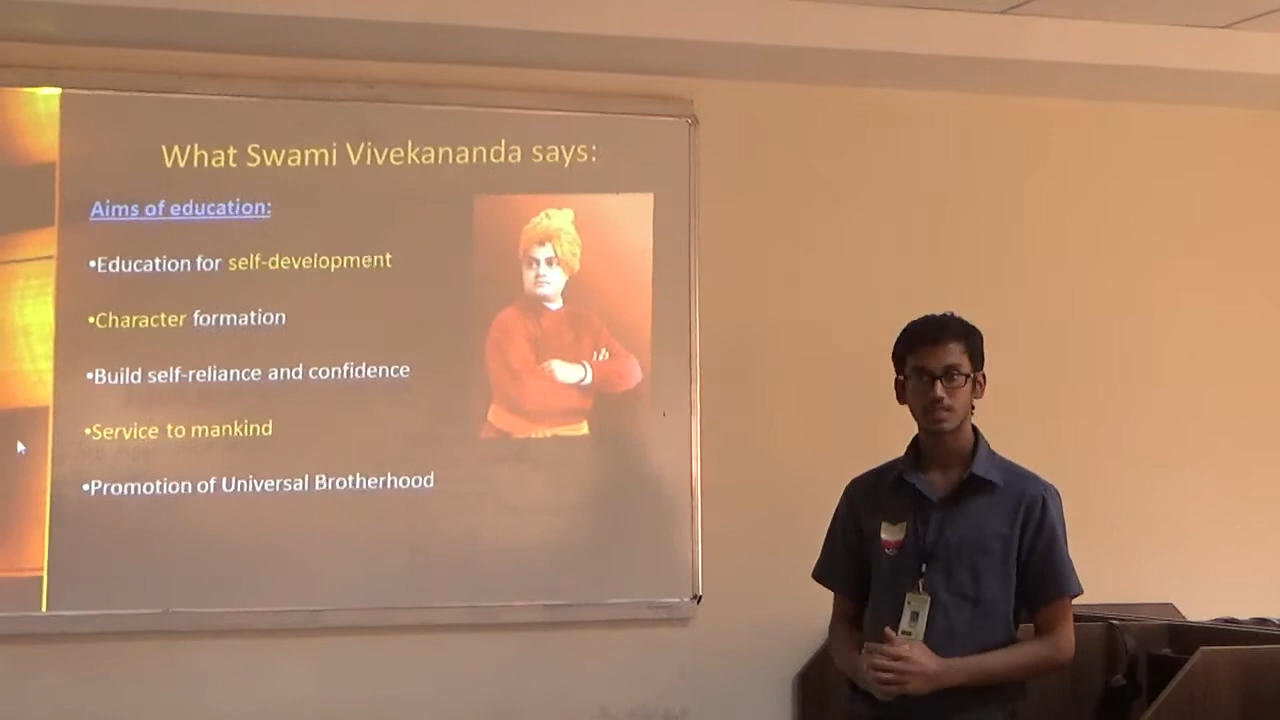 What Swami Vivekananda says:
Aims of education:
•Education for self-development
•Character formation
•Build self-reliance and confidence
•Service to mankind
•Promotion of Universal Brotherhood